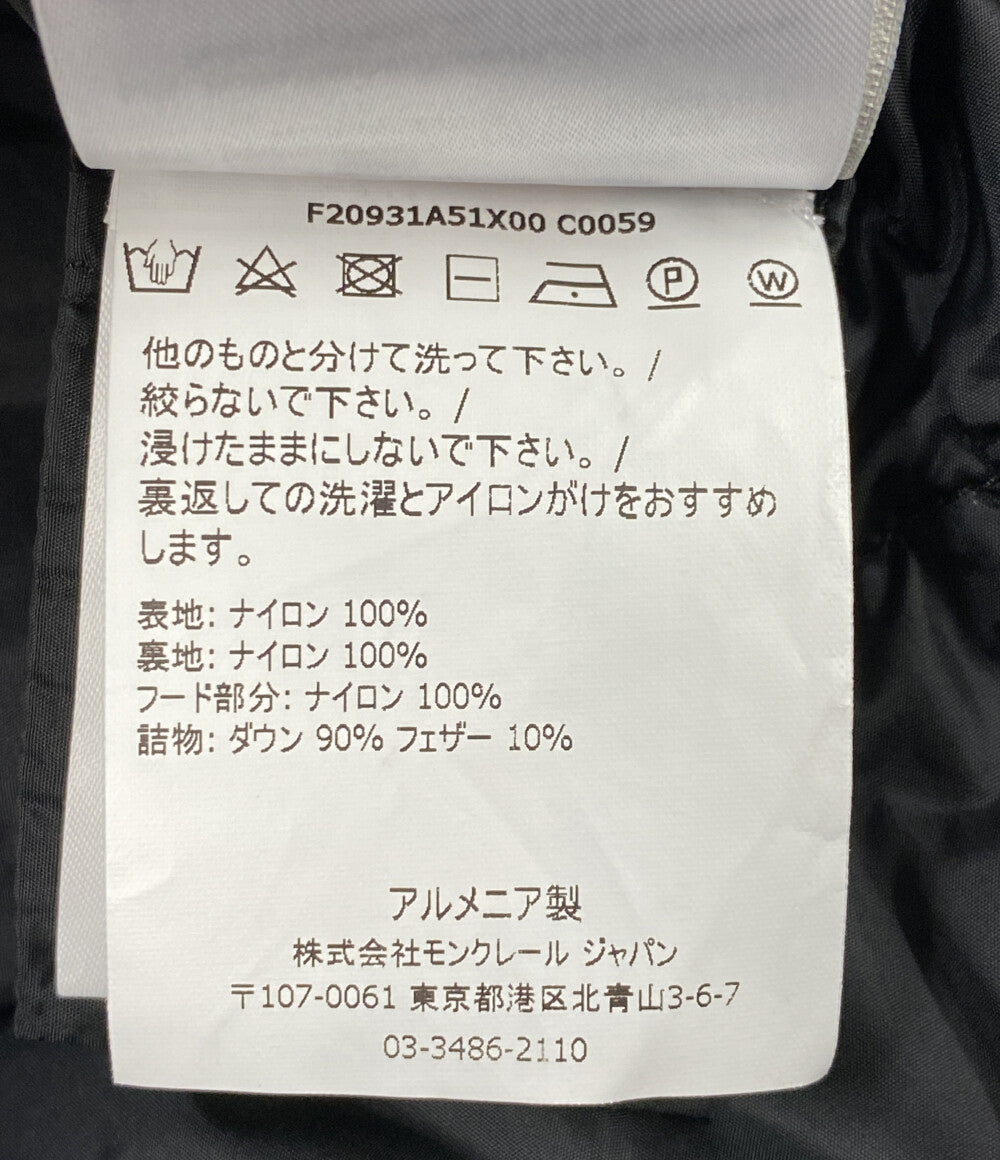 F20931A51X00 C0059
P W
他のものと分けて洗って下さい。/
絞らないで下さい。/
浸けたままにしないで下さい。/
裏返しての洗濯とアイロンがけをおすすめ
します。
表地: ナイロン 100%
裏地: ナイロン 100%
フード部分: ナイロン 100%
詰物: ダウン 90% フェザー 10%
アルメニア製
株式会社モンクレール ジャパン
〒107-0061 東京都港区北青山3-6-7
03-3486-2110